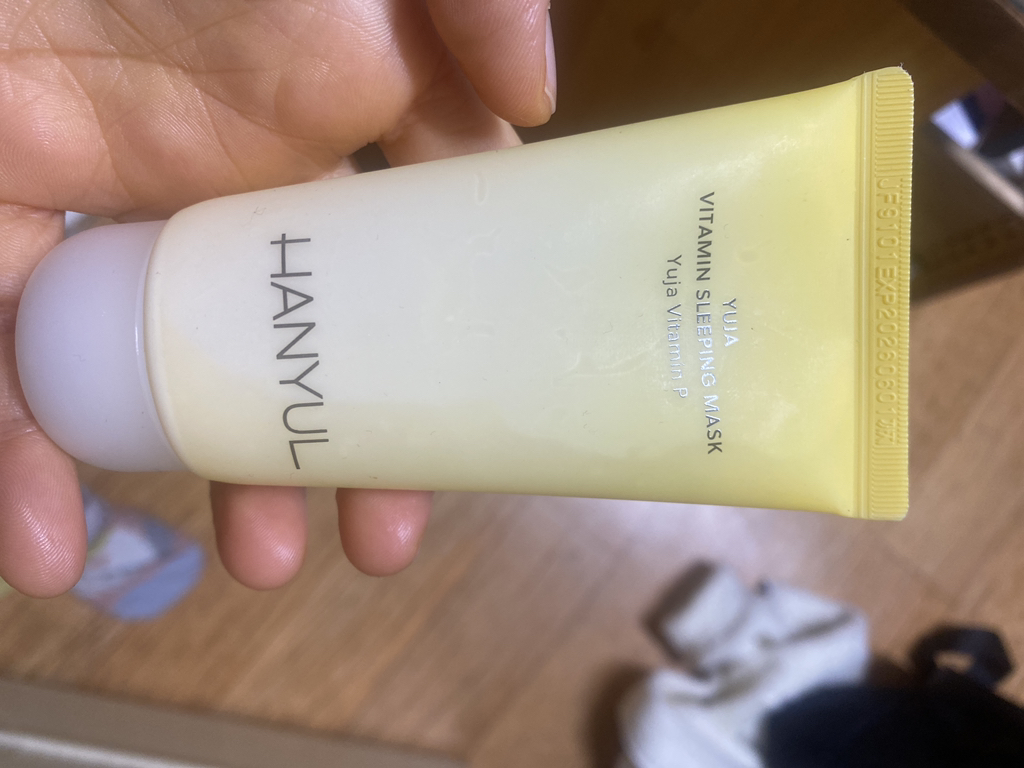 YUJA
VITAMIN SLEEPING MASK
Yuja Vitamin P
HANYUL